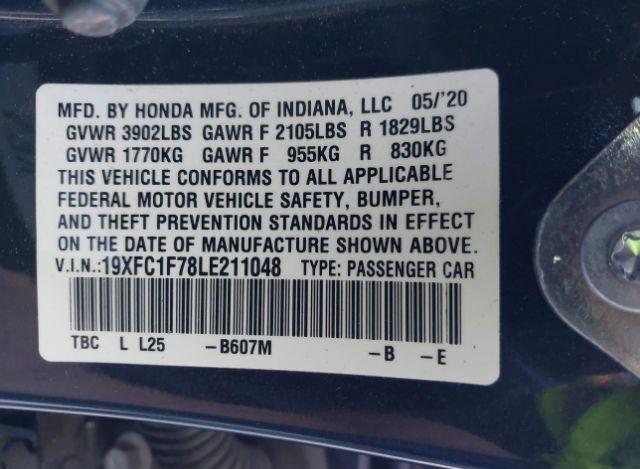 MFD. BY HONDA MFG. OF INDIANA, LLC 05/'20
GVWR 3902LBS GAWR F 2105LBS R 1829LBS
GVWR 1770KG GAWR F 955KG R 830KG
THIS VEHICLE CONFORMS TO ALL APPLICABLE
FEDERAL MOTOR VEHICLE SAFETY, BUMPER,
AND THEFT PREVENTION STANDARDS IN EFFECT
ON THE DATE OF MANUFACTURE SHOWN ABOVE.
V.I.N.:19XFC1F78LE211048 TYPE: PASSENGER CAR
TBC L L25 -B607M -B -E